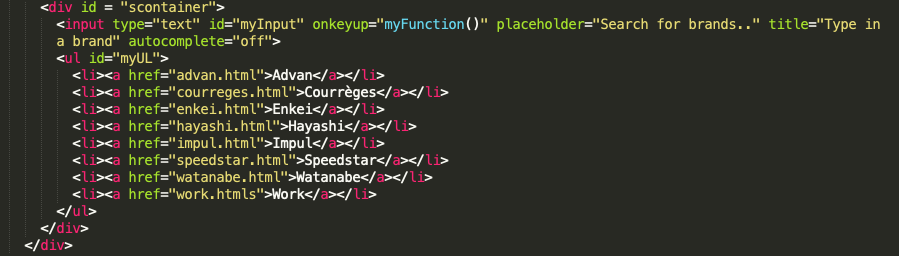 <div id = "scontainer">
<input type="text" id="myInput" onkeyup="myFunction()" placeholder="Search for brands.." title="Type in
a brand" autocomplete="off">
<ul id="myUL">
<li><a href="advan.html">Advan</a></li>
<li><a href="courreges.html">Courrèges</a></li>
<li><a href="enkei.html">Enkei</a></li>
<li><a href="hayashi.html">Hayashi</a></li>
<li><a href="impul.html">Impul</a></li>
<li><a href="speedstar.html">Speedstar</a></li>
<li><a href="watanabe.html">Watanabe</a></li>
<li><a href="work.htmls">Work</a></li>
</ul>
</div>
</div>